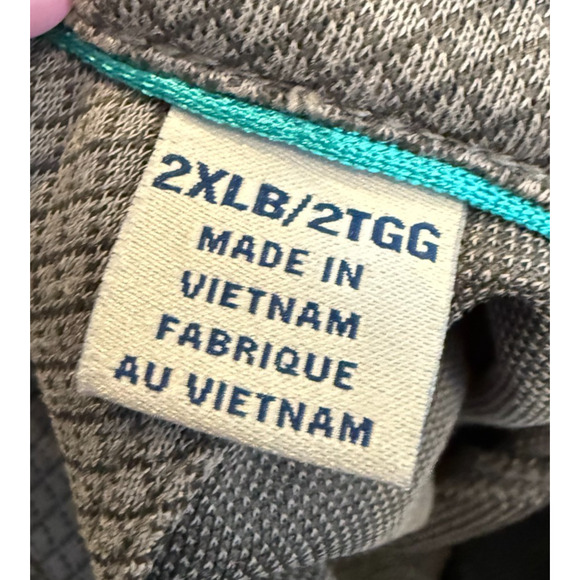 2XLB/2TGG
MADE IN
VIETNAM
FABRIQUE
AU VIETNAM